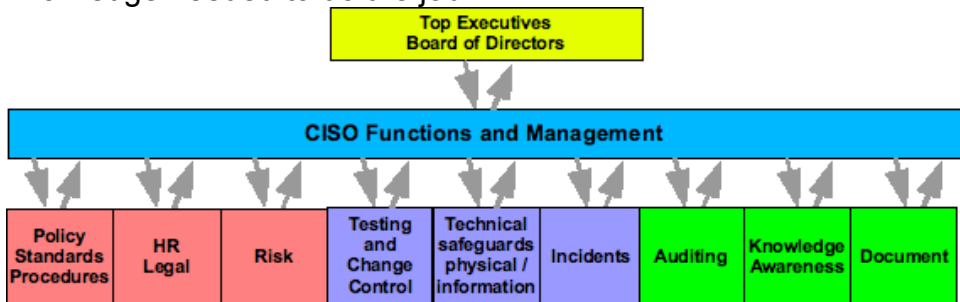 Top Executives
Board of Directors
CISO Functions and Management
Policy
Standards
Procedures
HR
Legal
Risk
Testing
and
Change
Control
Technical
safeguards
physical /
information
Incidents
Auditing
Knowledge
Awareness
Document